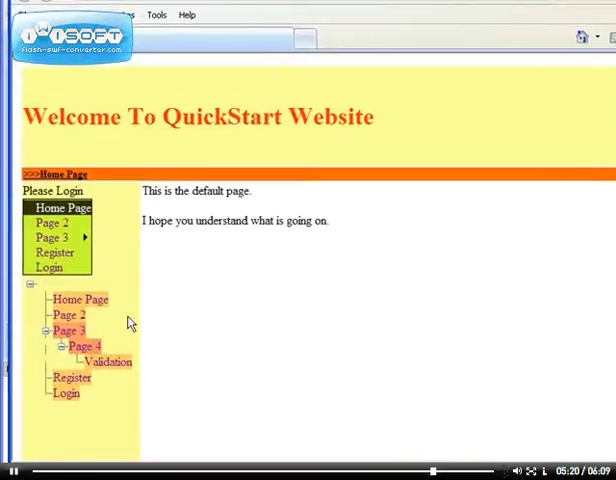 Tools Help
iWiSOFT
flash-swf-converter.com
Welcome To QuickStart Website
>>>Home Page
Please Login
This is the default page.
Home Page
I hope you understand what is going on.
Page 2
Page 3
Register
Login
Home Page
Page 2
Page 3
Page 4
Validation
Register
Login
05:20 / 06:09